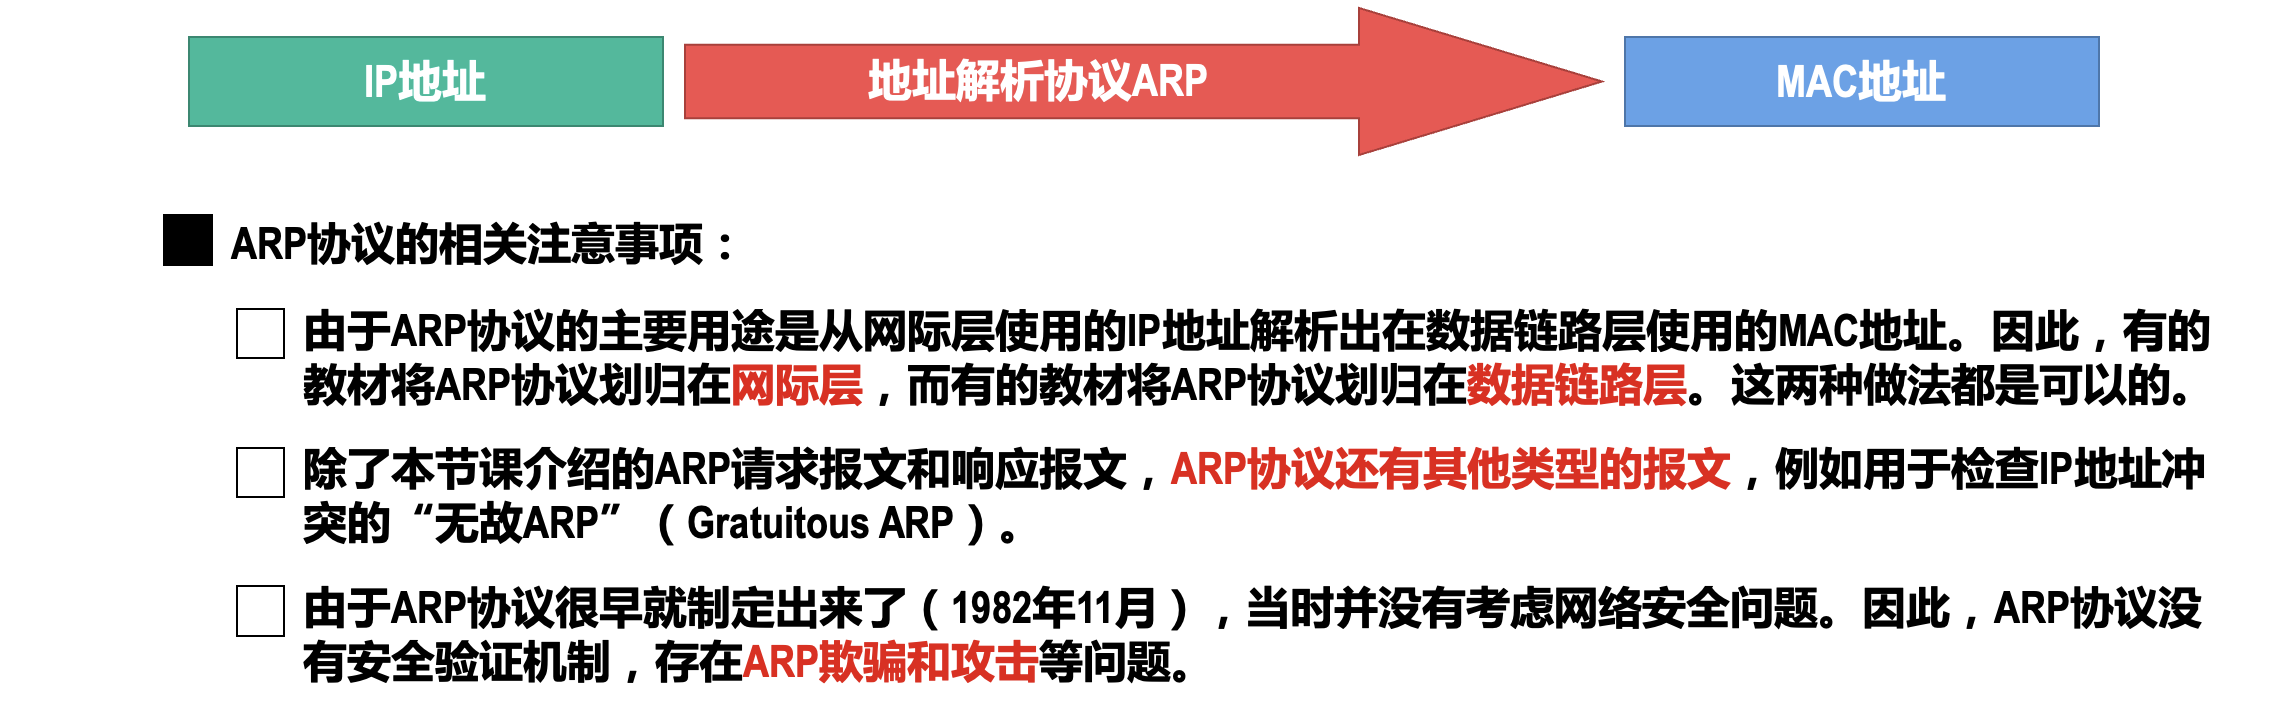 IP地址
地址解析协议ARP
MAC地址
ARP协议的相关注意事项：
由于ARP协议的主要用途是从网际层使用的IP地址解析出在数据链路层使用的MAC地址。因此，有的
教材将ARP协议划归在网际层，而有的教材将ARP协议划归在数据链路层。这两种做法都是可以的。
除了本节课介绍的ARP请求报文和响应报文，ARP协议还有其他类型的报文，例如用于检查IP地址冲
突的“无故ARP”（Gratuitous ARP）。
由于ARP协议很早就制定出来了（1982年11月），当时并没有考虑网络安全问题。因此，ARP协议没
有安全验证机制，存在ARP欺骗和攻击等问题。